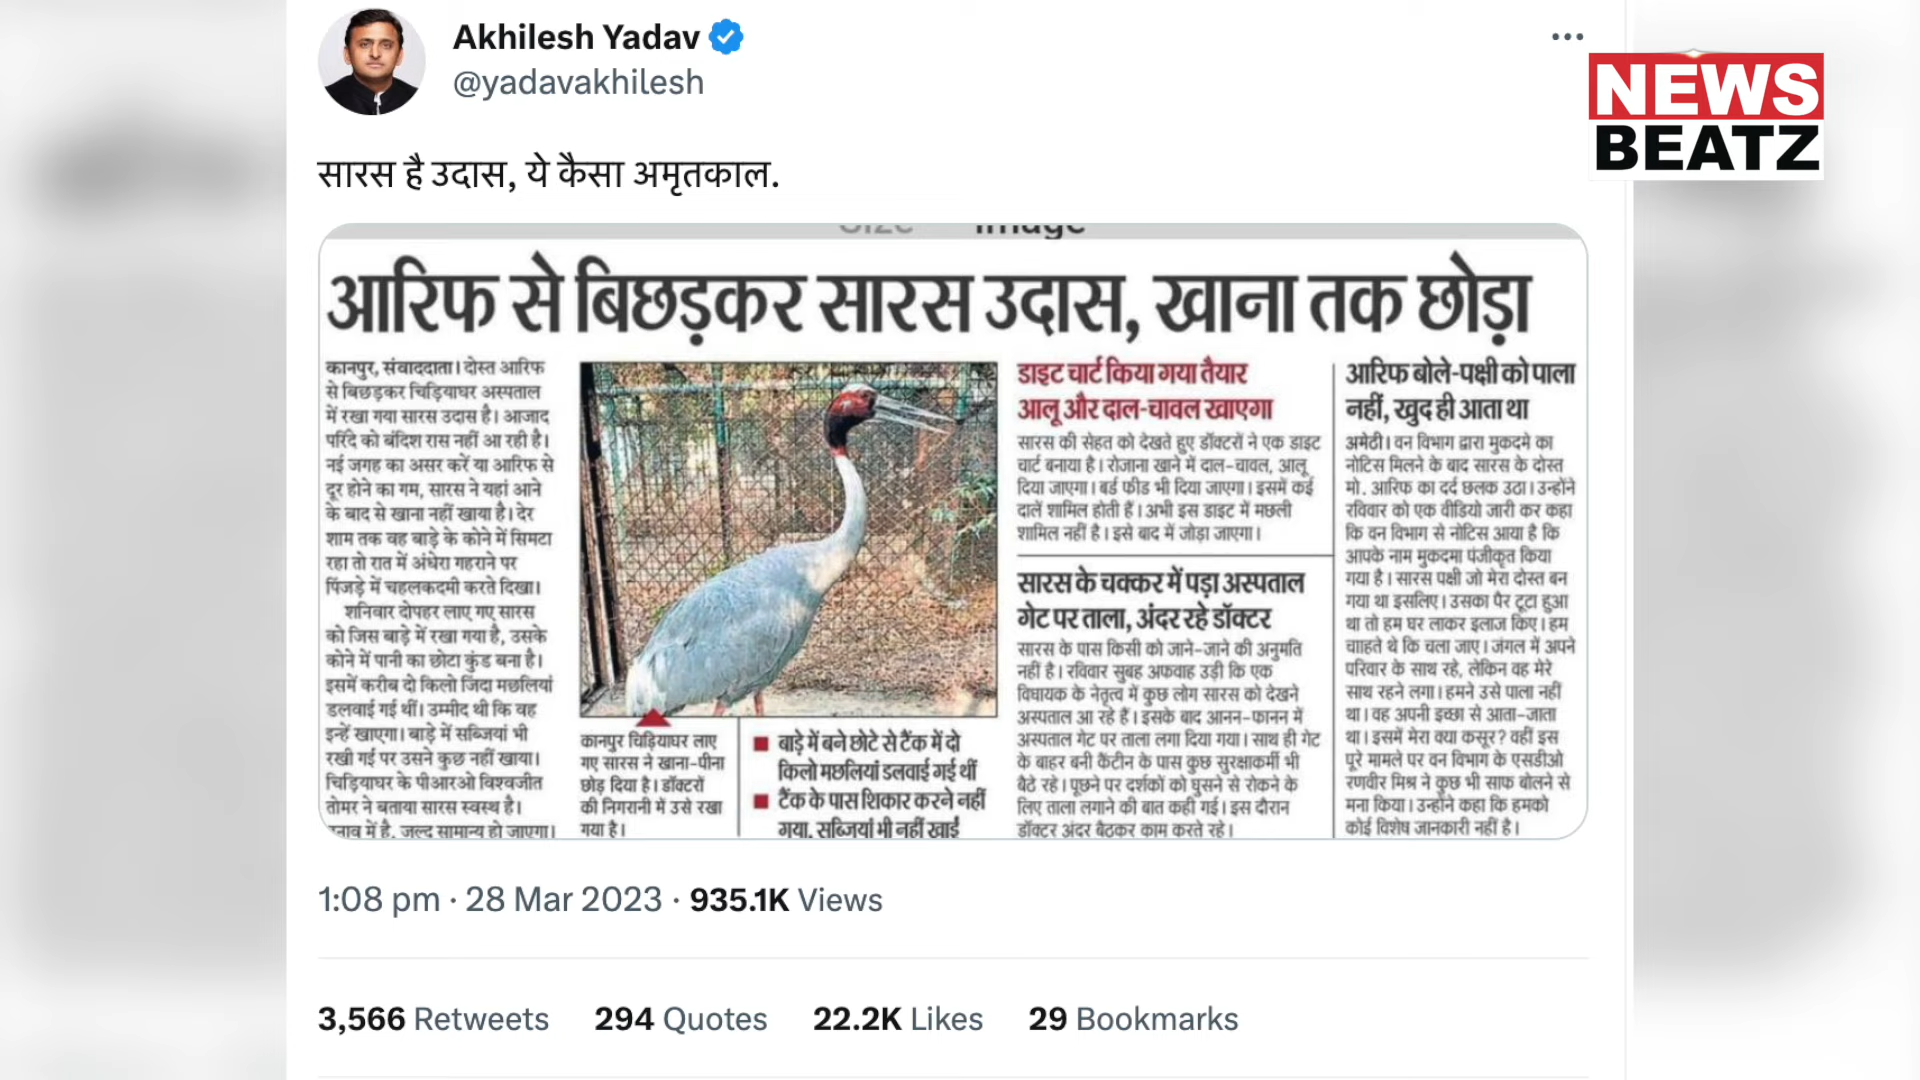 Akhilesh Yadav
@yadavakhilesh
NEWS
BEATZ
सारस है उदास, ये कैसा अमृतकाल.
Size Image
आरिफ से बिछड़कर सारस उदास, खाना तक छोड़ा
कानपुर, संवाददाता। दोस्त आरिफ
से बिछड़कर चिड़ियाघर अस्पताल
में रखा गया सारस उदास है। आजाद
परिंदे को बंदिश रास नहीं आ रही है।
नई जगह का असर करें या आरिफ से
दूर होने का गम, सारस ने यहां आने
के बाद से खाना नहीं खाया है। देर
शाम तक वह बाड़े के कोने में सिमटा
रहा तो रात में अंधेरा गहराने पर
पिंजड़े में चहलकदमी करते दिखा।
शनिवार दोपहर लाए गए सारस
को जिस बाड़े में रखा गया है, उसके
कोने में पानी का छोटा कुंड बना है।
इसमें करीब दो किलो जिंदा मछलियां
डलवाई गई थीं। उम्मीद थी कि वह
इन्हें खाएगा। बाड़े में सब्जियां भी
रखी गईं पर उसने कुछ नहीं खाया।
चिड़ियाघर के पीआरओ विश्वजीत
तोमर ने बताया सारस स्वस्थ है।
तनाव में है, जल्द सामान्य हो जाएगा।
कानपुर चिड़ियाघर लाए
गए सारस ने खाना-पीना
छोड़ दिया है। डॉक्टरों
की निगरानी में उसे रखा
गया है।
बाड़े में बने छोटे से टैंक में दो
किलो मछलियां डलवाई गई थीं
टैंक के पास शिकार करने नहीं
गया, सब्जियां भी नहीं खाईं
डाइट चार्ट किया गया तैयार
आलू और दाल-चावल खाएगा
सारस की सेहत को देखते हुए डॉक्टरों ने एक डाइट
चार्ट बनाया है। रोजाना खाने में दाल-चावल, आलू
दिया जाएगा। बर्ड फीड भी दिया जाएगा। इसमें कई
दालें शामिल होती हैं। अभी इस डाइट में मछली
शामिल नहीं है। इसे बाद में जोड़ा जाएगा।
सारस के चक्कर में पड़ा अस्पताल
गेट पर ताला, अंदर रहे डॉक्टर
सारस के पास किसी को जाने-जाने की अनुमति
नहीं है। रविवार सुबह अफवाह उड़ी कि एक
विधायक के नेतृत्व में कुछ लोग सारस को देखने
अस्पताल आ रहे हैं। इसके बाद आनन-फानन में
अस्पताल गेट पर ताला लगा दिया गया। साथ ही गेट
के बाहर बनी कैंटीन के पास कुछ सुरक्षाकर्मी भी
बैठे रहे। पूछने पर दर्शकों को घुसने से रोकने के
लिए ताला लगाने की बात कही गई। इस दौरान
डॉक्टर अंदर बैठकर काम करते रहे।
आरिफ बोले-पक्षी को पाला
नहीं, खुद ही आता था
अमेठी। वन विभाग द्वारा मुकदमे का
नोटिस मिलने के बाद सारस के दोस्त
मो. आरिफ का दर्द छलक उठा। उन्होंने
रविवार को एक वीडियो जारी कर कहा
कि वन विभाग से नोटिस आया है कि
आपके नाम मुकदमा पंजीकृत किया
गया है। सारस पक्षी जो मेरा दोस्त बन
गया था इसलिए। उसका पैर टूटा हुआ
था तो हम घर लाकर इलाज किए। हम
चाहते थे कि चला जाए। जंगल में अपने
परिवार के साथ रहे, लेकिन वह मेरे
साथ रहने लगा। हमने उसे पाला नहीं
था। वह अपनी इच्छा से आता-जाता
था। इसमें मेरा क्या कसूर? वहीं इस
पूरे मामले पर वन विभाग के एसडीओ
रणवीर मिश्र ने कुछ भी साफ बोलने से
मना किया। उन्होंने कहा कि हमको
कोई विशेष जानकारी नहीं है।
1:08 pm · 28 Mar 2023 · 935.1K Views
3,566 Retweets 294 Quotes 22.2K Likes 29 Bookmarks